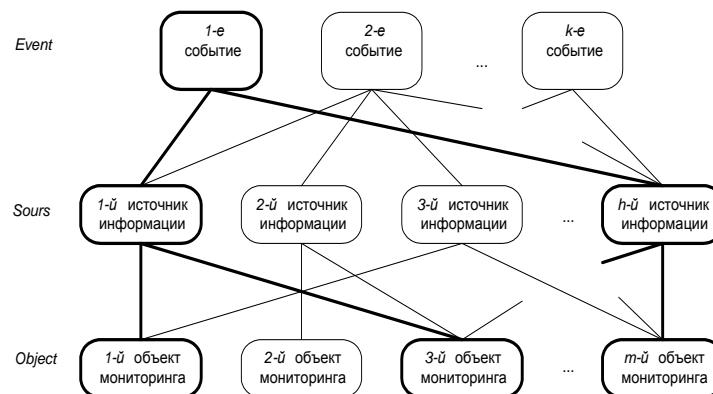 Event
1-е
событие
2-е
событие
...
k-е
событие
Sours
1-й источник
информации
2-й источник
информации
3-й источник
информации
...
h-й источник
информации
Object
1-й объект
мониторинга
2-й объект
мониторинга
3-й объект
мониторинга
...
m-й объект
мониторинга